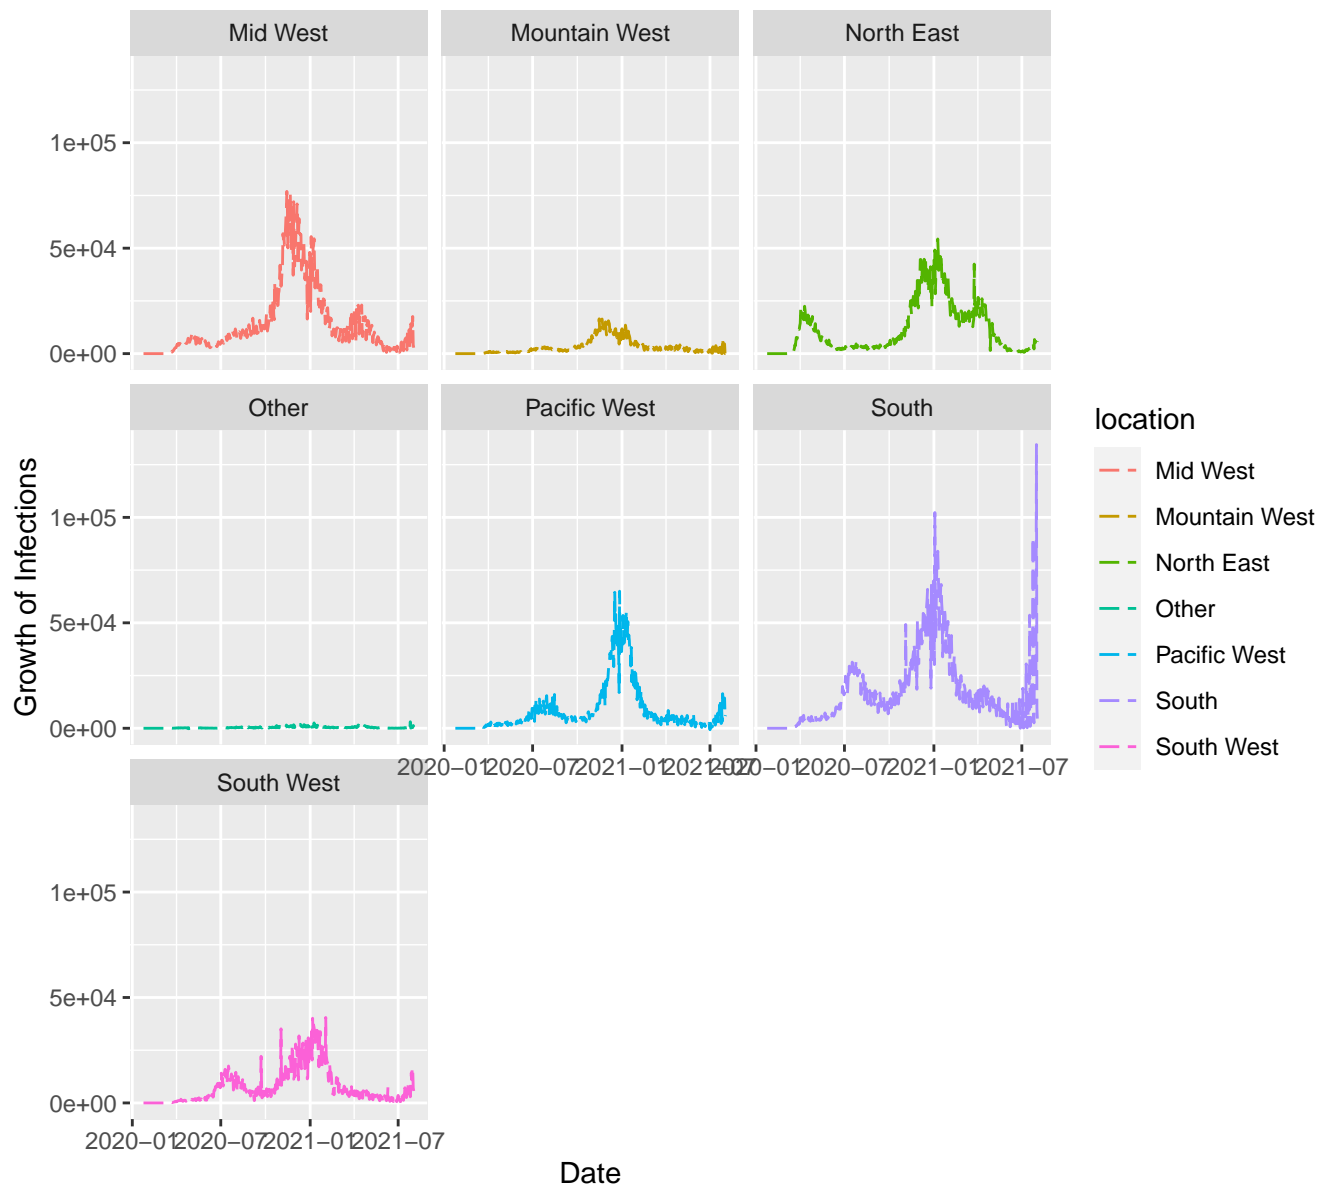 Mid West
Mountain West
North East
1e+05
5e+04
0e+00
Other
Pacific West
South
1e+05
5e+04
0e+00
2020−01 2020−07 2021−01 2021−07
2020−01 2020−07 2021−01 2021−07
South West
1e+05
5e+04
0e+00
2020−01 2020−07 2021−01 2021−07
Growth of Infections
Date
location
Mid West
Mountain West
North East
Other
Pacific West
South
South West